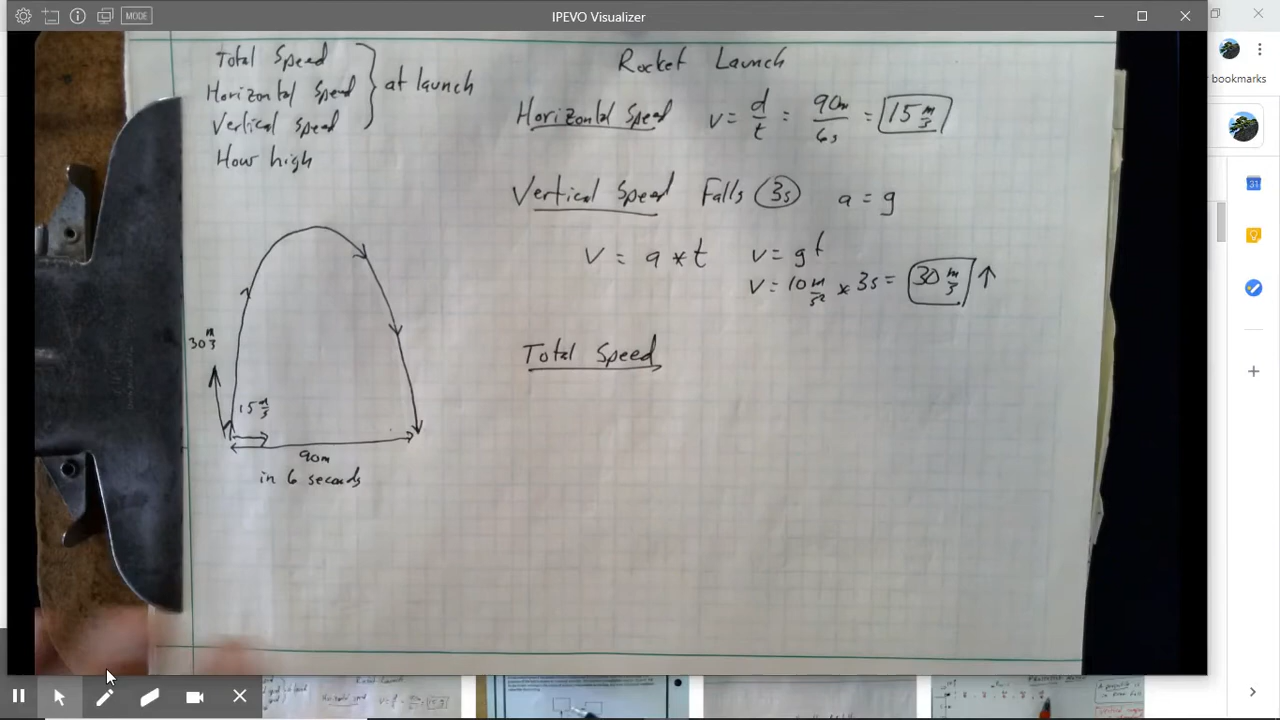 MODE
IPEVO Visualizer
bookmarks
31
Total Speed
Horizontal Speed
Vertical Speed
at launch
How high
Rocket Launch
Horizontal Speed v = d/t = 90m/6s = 15 m/s
Vertical Speed Falls 3s a = g
v = a * t v = gt
v = 10 m/s² * 3s = 30 m/s ↑
Total Speed
30 m/s
15 m/s
90m
in 6 seconds